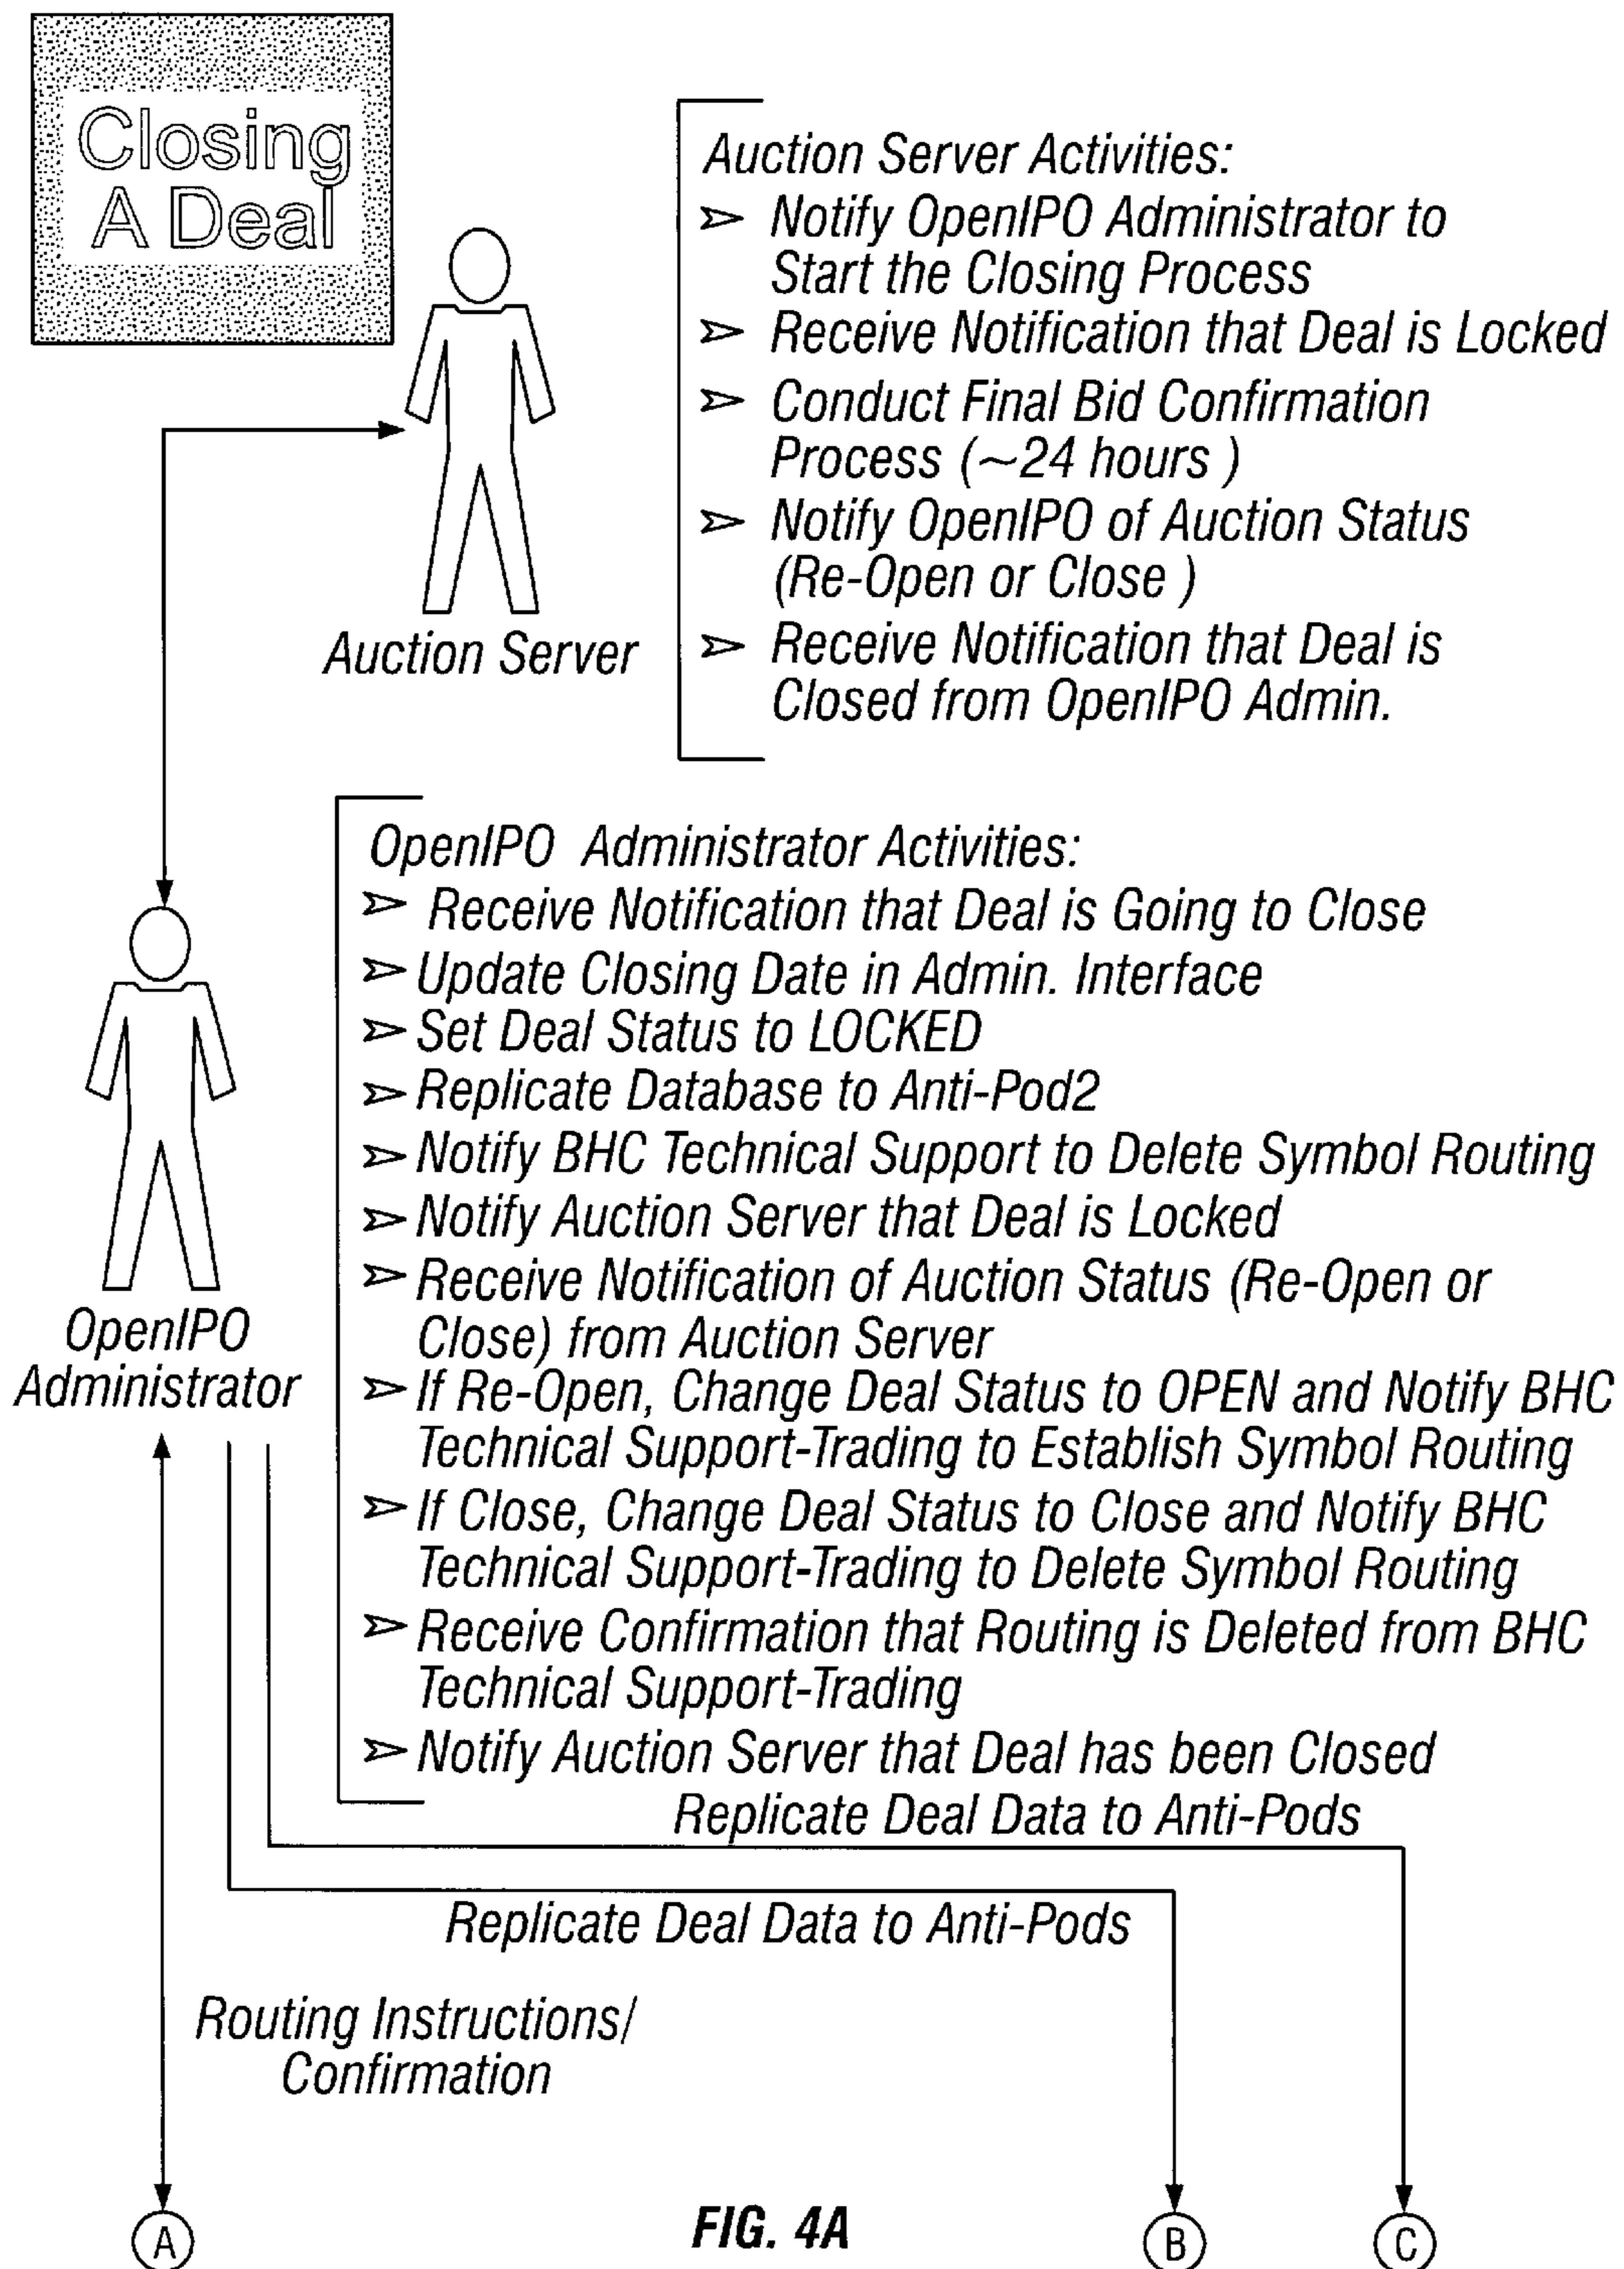 Closing
A Deal
Auction Server Activities:
➢ Notify OpenIPO Administrator to
Start the Closing Process
➢ Receive Notification that Deal is Locked
➢ Conduct Final Bid Confirmation
Process (~24 hours )
➢ Notify OpenIPO of Auction Status
(Re-Open or Close )
➢ Receive Notification that Deal is
Closed from OpenIPO Admin.
Auction Server
OpenIPO Administrator Activities:
➢ Receive Notification that Deal is Going to Close
➢ Update Closing Date in Admin. Interface
➢ Set Deal Status to LOCKED
➢ Replicate Database to Anti-Pod2
➢ Notify BHC Technical Support to Delete Symbol Routing
➢ Notify Auction Server that Deal is Locked
➢ Receive Notification of Auction Status (Re-Open or
Close) from Auction Server
➢ If Re-Open, Change Deal Status to OPEN and Notify BHC
Technical Support-Trading to Establish Symbol Routing
➢ If Close, Change Deal Status to Close and Notify BHC
Technical Support-Trading to Delete Symbol Routing
➢ Receive Confirmation that Routing is Deleted from BHC
Technical Support-Trading
➢ Notify Auction Server that Deal has been Closed
OpenIPO
Administrator
Replicate Deal Data to Anti-Pods
Replicate Deal Data to Anti-Pods
Routing Instructions/
Confirmation
A
FIG. 4A
B
C